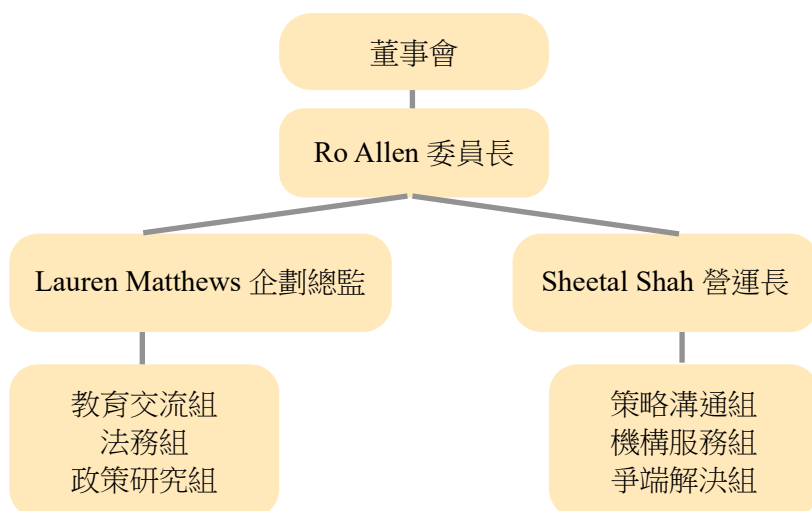 董事會
Ro Allen 委員長
Lauren Matthews 企劃總監
Sheetal Shah 營運長
教育交流組
法務組
政策研究組
策略溝通組
機構服務組
爭端解決組